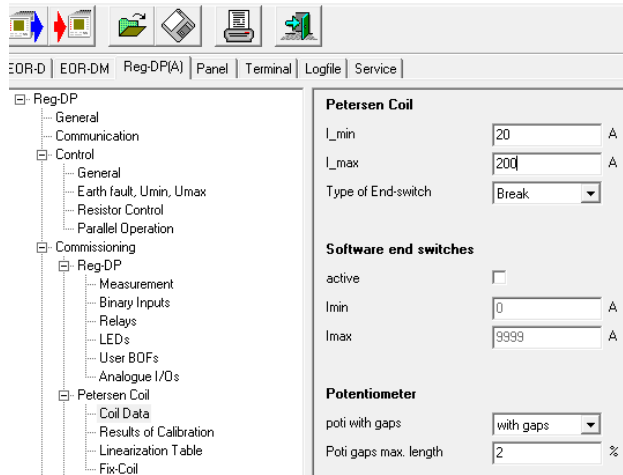 EOR-D EOR-DM Reg-DP(A) Panel Terminal Logfile Service
Reg-DP
General
Communication
Control
General
Earth fault, Umin, Umax
Resistor Control
Parallel Operation
Commissioning
Reg-DP
Measurement
Binary Inputs
Relays
LEDs
User BOFs
Analogue I/Os
Petersen Coil
Coil Data
Results of Calibration
Linearization Table
Fix-Coil
Petersen Coil
I_min 20 A
I_max 200 A
Type of End-switch Break
Software end switches
active
Imin 0 A
Imax 9999 A
Potentiometer
poti with gaps with gaps
Poti gaps max. length 2 %